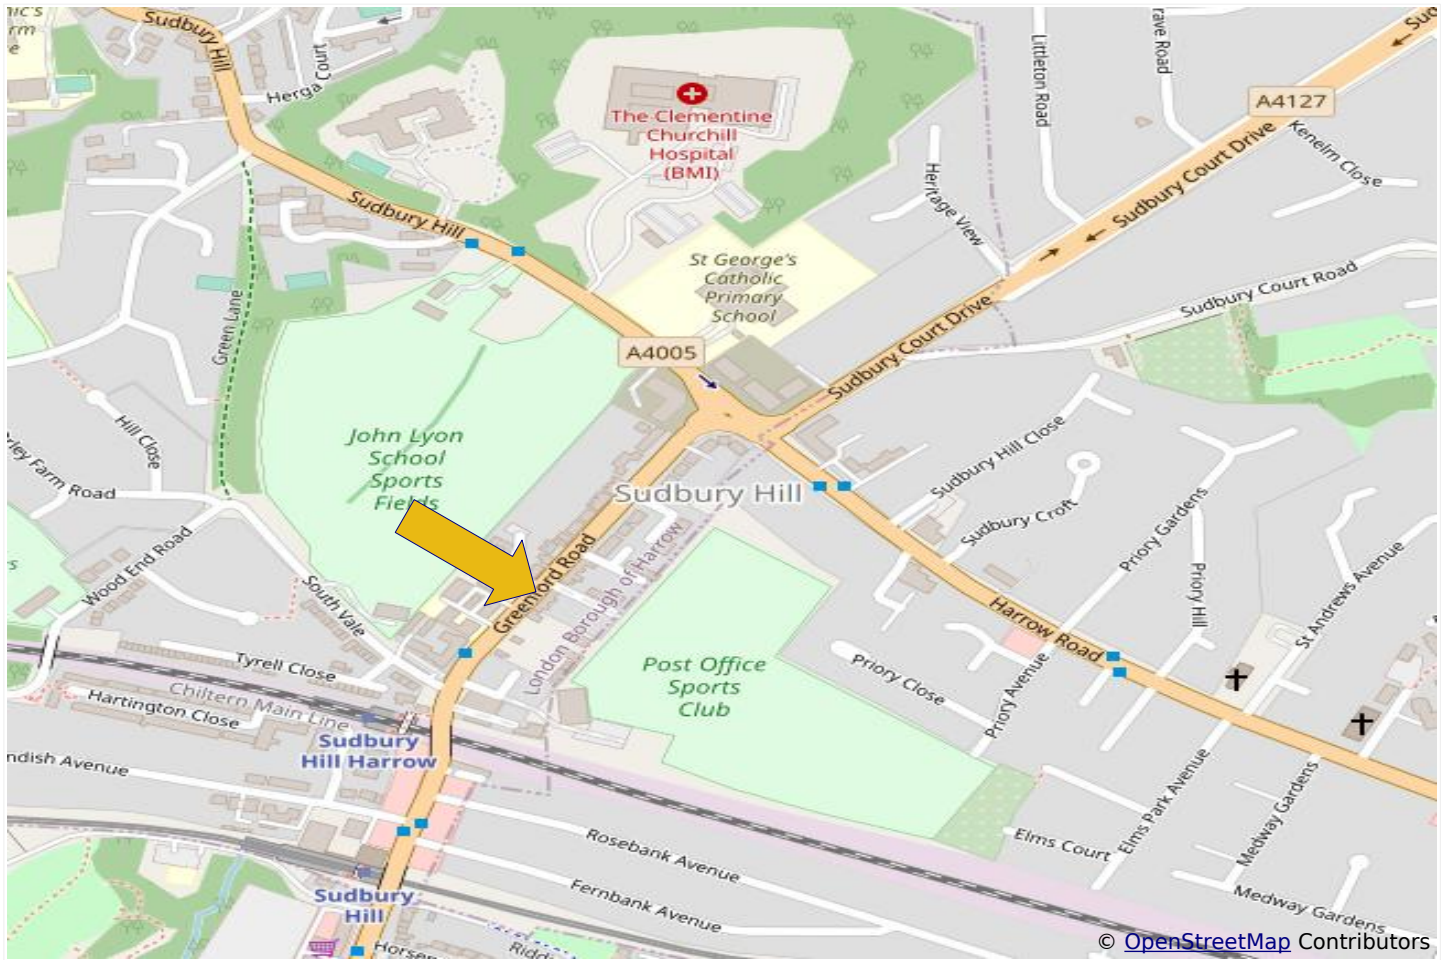 Sudbury Hill
Herga Court
Littleton Road
A4127
The Clementine
Churchill
Hospital
(BMI)
Kenelm Close
Sudbury Court Drive
Heritage View
Sudbury Hill
St George's
Catholic
Primary
School
Sudbury Court Road
Green Lane
Sudbury Court Drive
A4005
Hill Close
John Lyon
School
Sports
Fields
Sudbury Hill Close
Farm Road
Sudbury Hill
Sudbury Croft
Priory Gardens
Wood End Road
South Vale
Greenford Road
London Borough of Harrow
Priory Hill
St Andrews Avenue
Harrow Road
Tyrell Close
Post Office
Sports
Club
Priory Close
Priory Avenue
Hartington Close
Chiltern Main Line
Sudbury
Hill Harrow
Avenue
Elms Park Avenue
Medway Gardens
Rosebank Avenue
Elms Court
Fernbank Avenue
Medway Gardens
Sudbury
Hill
© OpenStreetMap Contributors